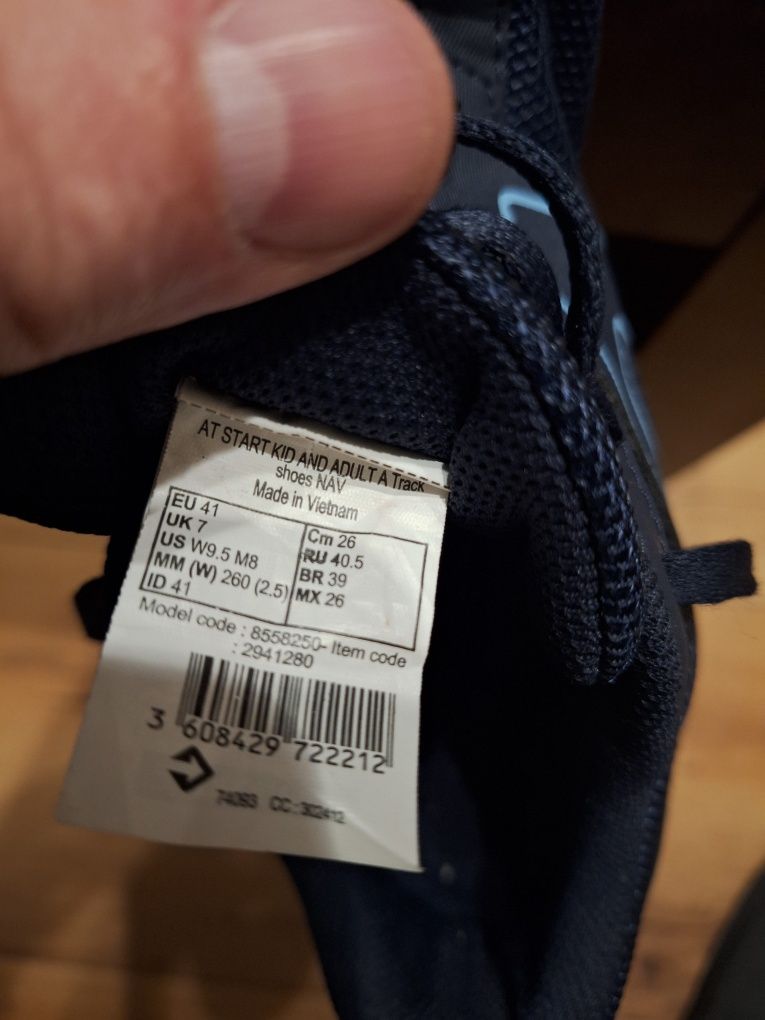 AT START KID AND ADULT A Track
shoes NAV
Made in Vietnam
EU 41
UK 7
US W9.5 M8
MM (W) 260 (2.5)
ID 41
Cm 26
RU 40.5
BR 39
MX 26
Model code : 8558250- Item code
: 2941280
3 608429 722212
74093 CC :302412